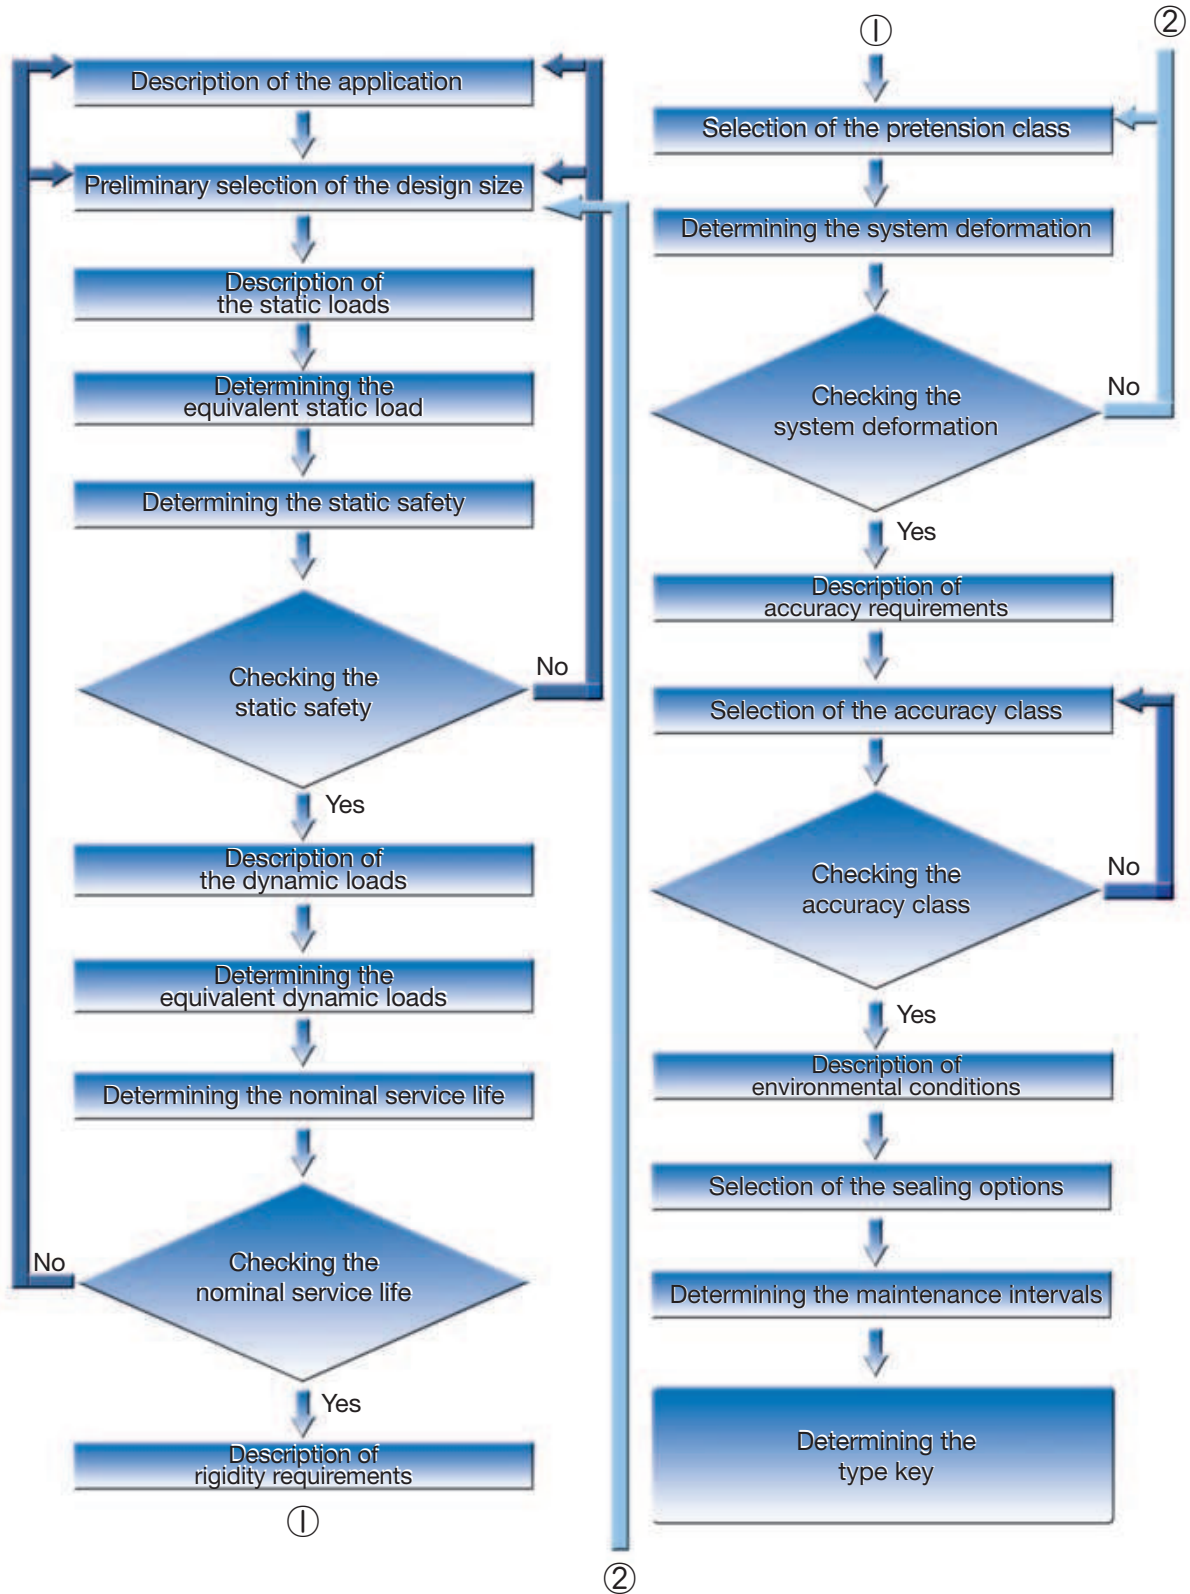 Description of the application
Preliminary selection of the design size
Description of
the static loads
Determining the
equivalent static load
Determining the static safety
Checking the
static safety
No
Yes
Description of
the dynamic loads
Determining the
equivalent dynamic loads
Determining the nominal service life
Checking the
nominal service life
No
Yes
Description of
rigidity requirements
①
②
①
②
Selection of the pretension class
Determining the system deformation
Checking the
system deformation
No
Yes
Description of
accuracy requirements
Selection of the accuracy class
Checking the
accuracy class
No
Yes
Description of
environmental conditions
Selection of the sealing options
Determining the maintenance intervals
Determining the
type key